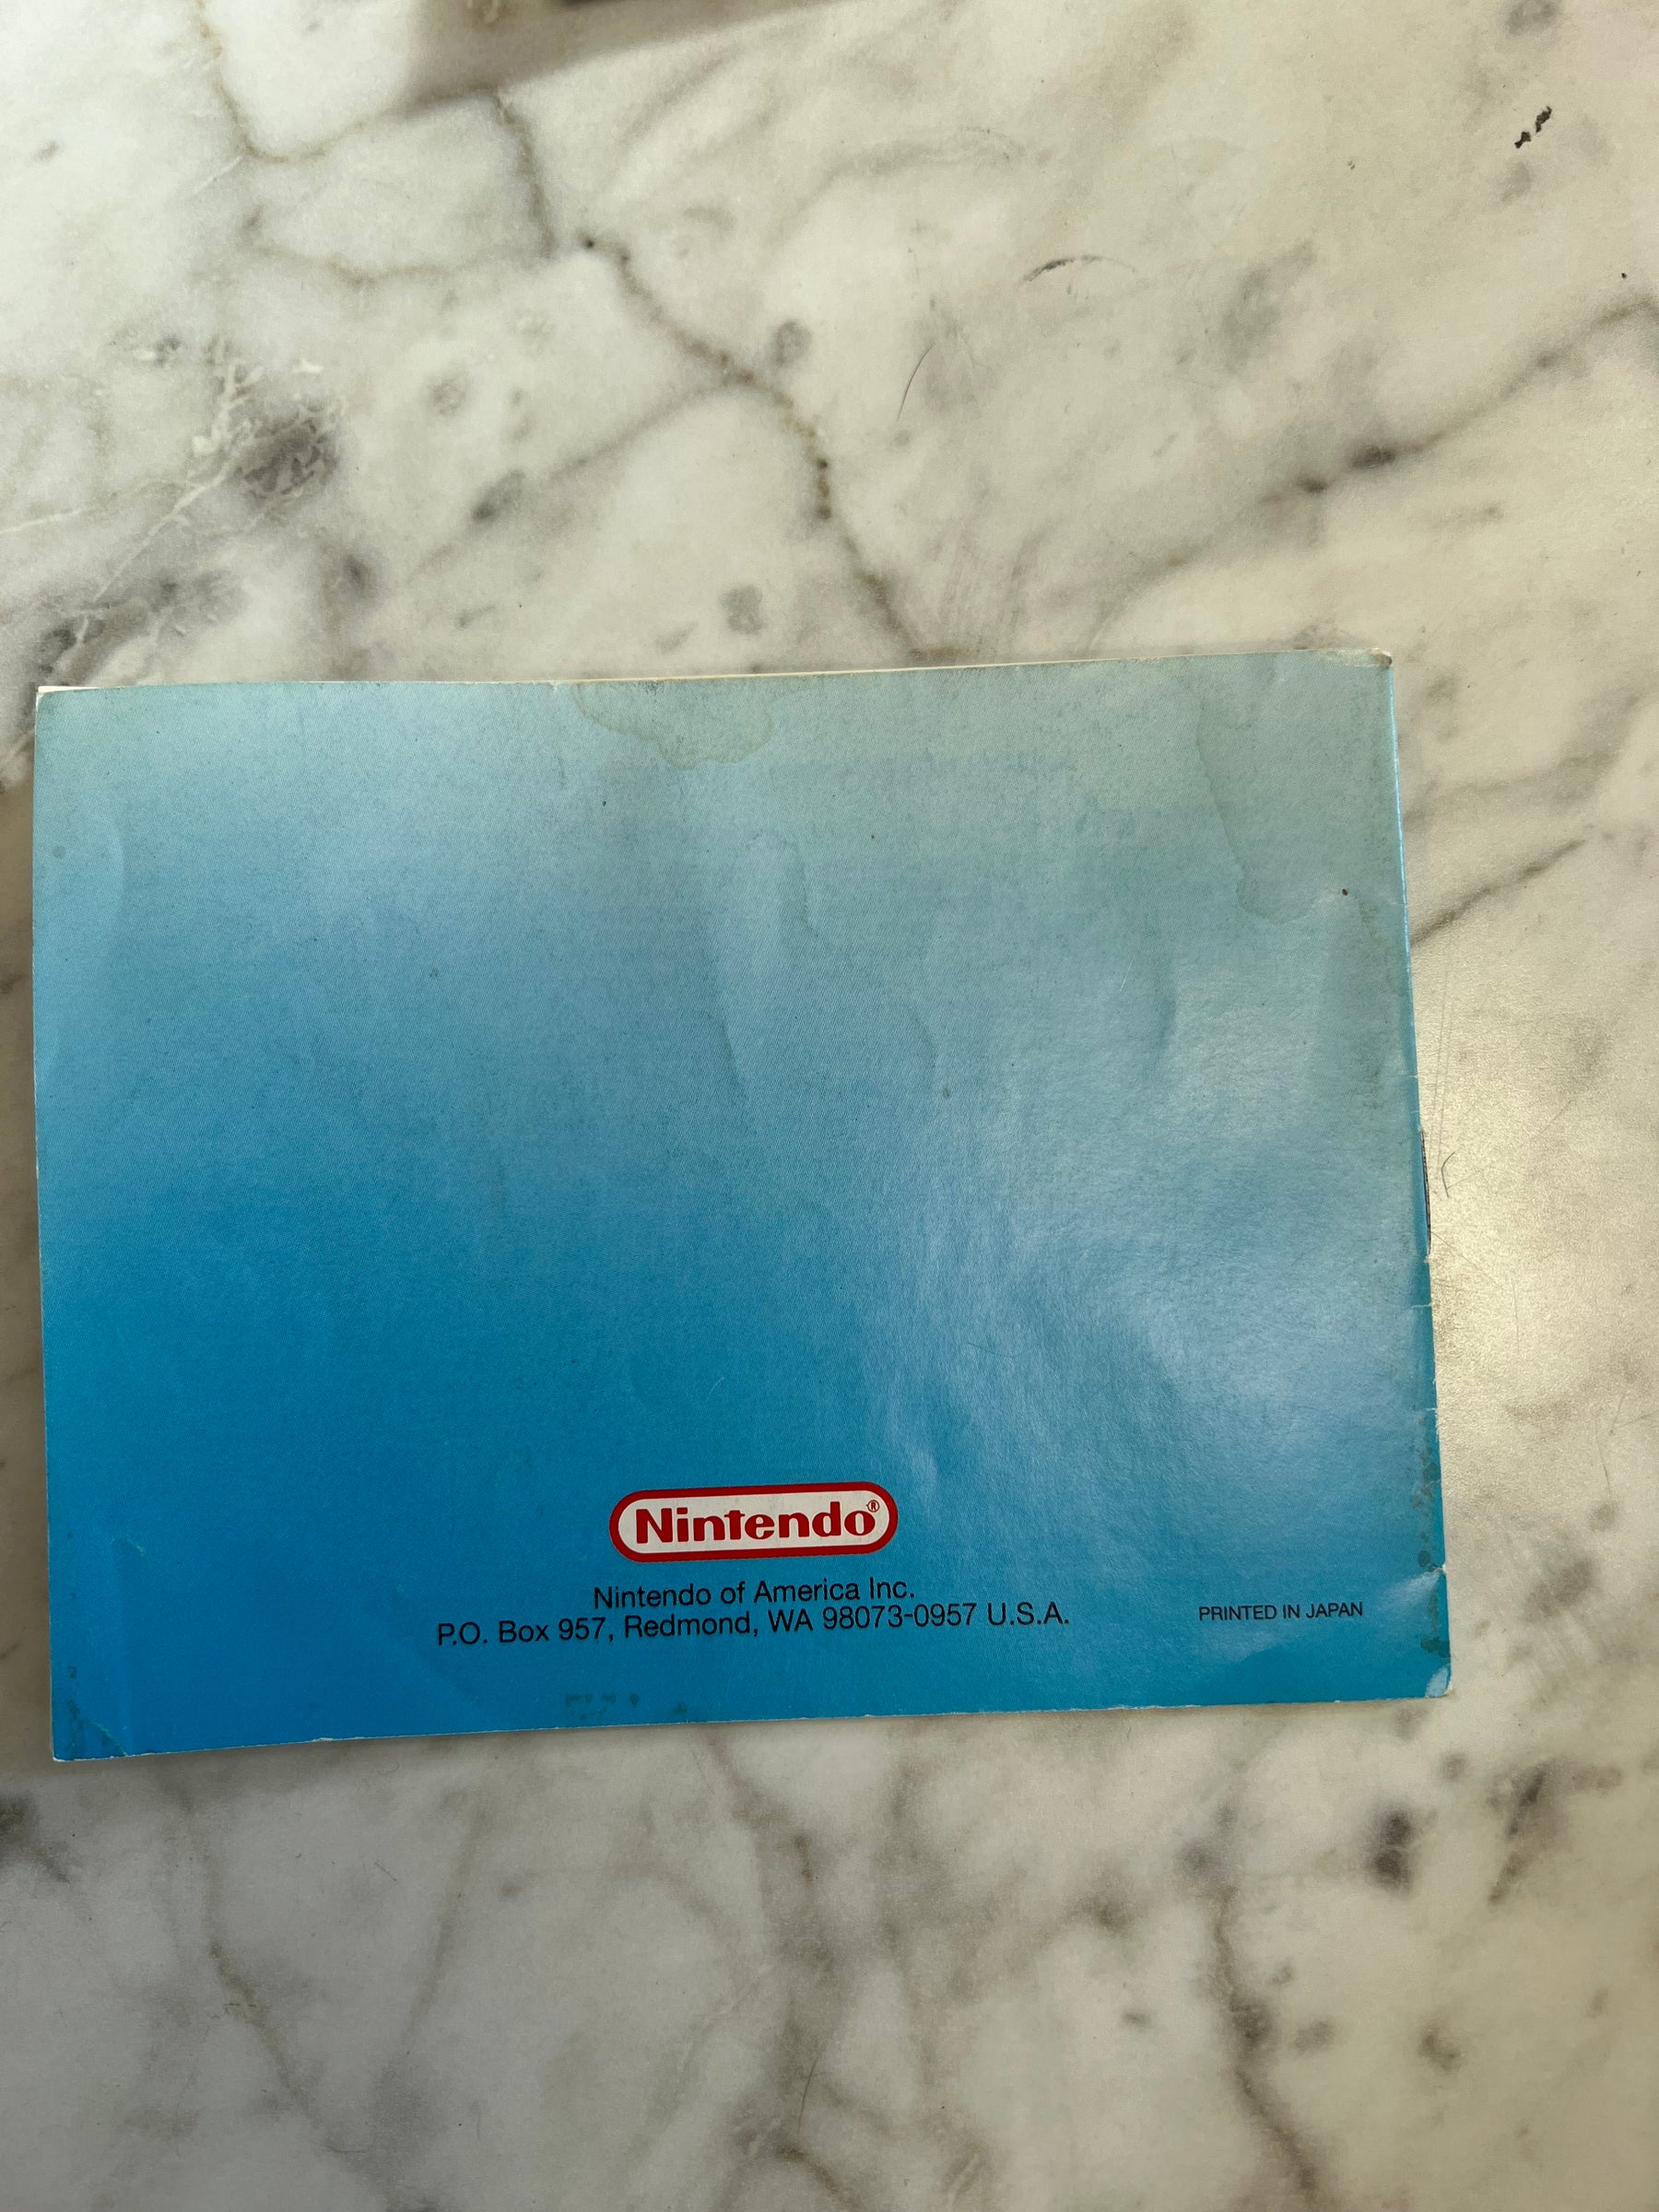 Nintendo®
Nintendo of America Inc.
P.O. Box 957, Redmond, WA 98073-0957 U.S.A.
PRINTED IN JAPAN